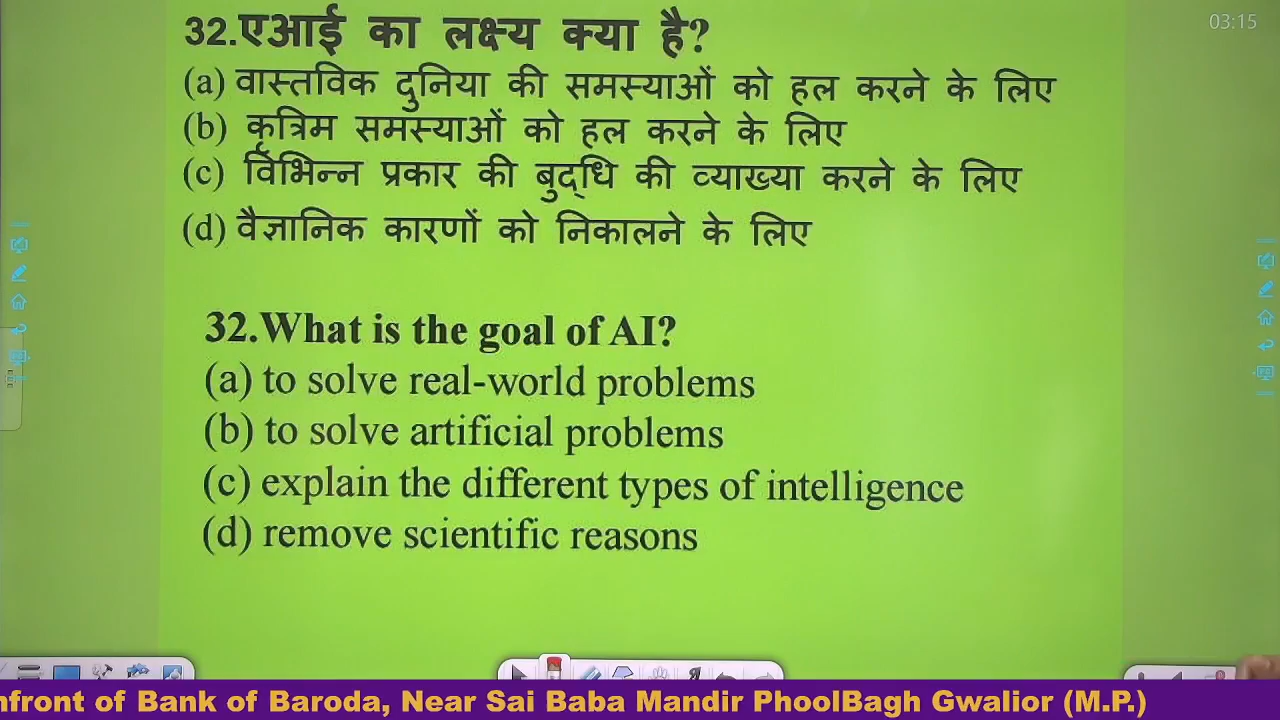 03:15
32.एआई का लक्ष्य क्या है?
(a) वास्तविक दुनिया की समस्याओं को हल करने के लिए
(b) कृत्रिम समस्याओं को हल करने के लिए
(c) विभिन्न प्रकार की बुद्धि की व्याख्या करने के लिए
(d) वैज्ञानिक कारणों को निकालने के लिए
32.What is the goal of AI?
(a) to solve real-world problems
(b) to solve artificial problems
(c) explain the different types of intelligence
(d) remove scientific reasons
nfront of Bank of Baroda, Near Sai Baba Mandir PhoolBagh Gwalior (M.P.)